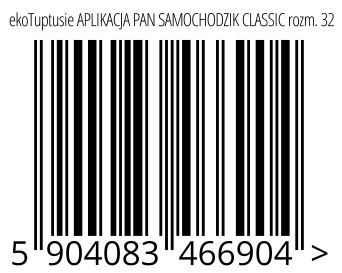 ekoTuptusie APLIKACJA PAN SAMOCHODZIK CLASSIC rozm. 32
5 904083 466904 >